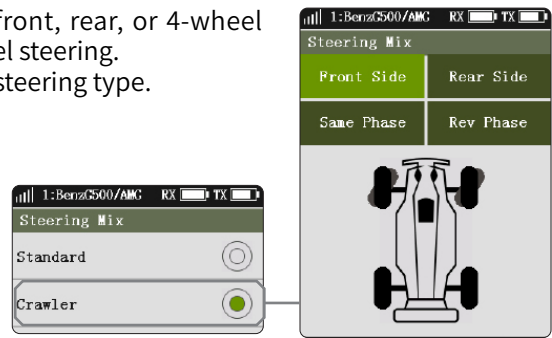 front, rear, or 4-wheel
el steering.
steering type.
1:BenzG500/AMG RX TX
Steering Mix
Front Side Rear Side
Same Phase Rev Phase
1:BenzG500/AMG RX TX
Steering Mix
Standard
Crawler